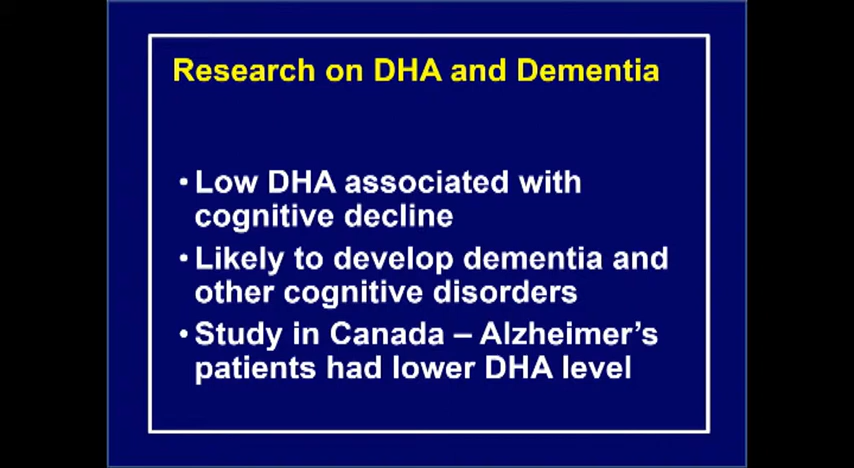 Research on DHA and Dementia
• Low DHA associated with
cognitive decline
• Likely to develop dementia and
other cognitive disorders
• Study in Canada – Alzheimer's
patients had lower DHA level